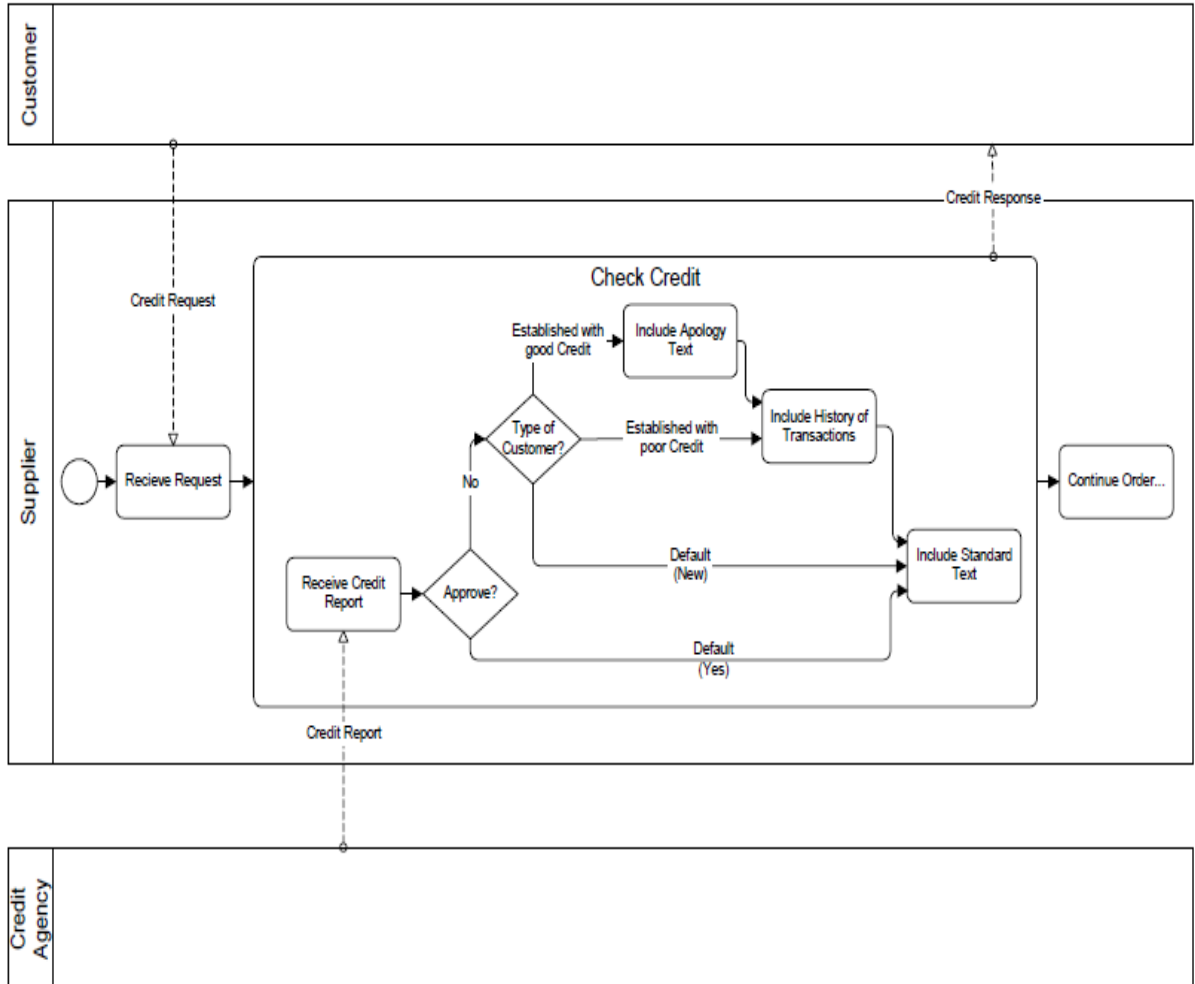 Customer
Credit Response
Supplier
Credit Request
Check Credit
Established with
good Credit
Include Apology
Text
Type of
Customer?
Established with
poor Credit
Include History of
Transactions
Recieve Request
No
Continue Order...
Default
(New)
Include Standard
Text
Receive Credit
Report
Approve?
Default
(Yes)
Credit Report
Credit
Agency